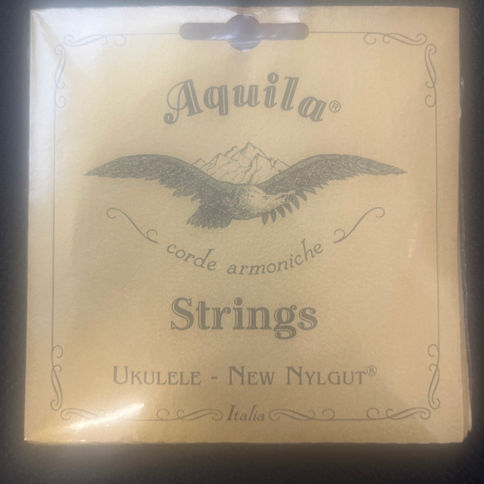 Aquila®
corde armoniche
Strings
UKULELE - NEW NYLGUT®
Italia